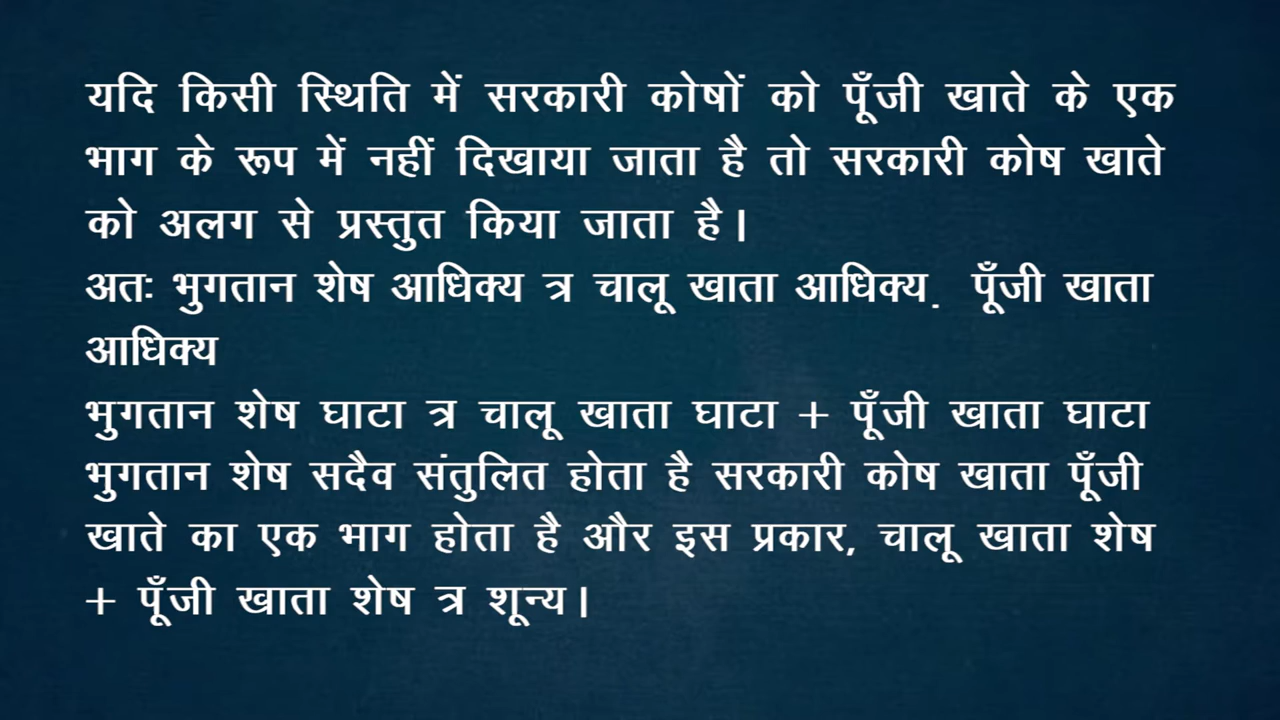 यदि किसी स्थिति में सरकारी कोषों को पूँजी खाते के एक
भाग के रूप में नहीं दिखाया जाता है तो सरकारी कोष खाते
को अलग से प्रस्तुत किया जाता है।
अतः भुगतान शेष आधिक्य त्र चालू खाता आधिक्य. पूँजी खाता
आधिक्य
भुगतान शेष घाटा त्र चालू खाता घाटा + पूँजी खाता घाटा
भुगतान शेष सदैव संतुलित होता है सरकारी कोष खाता पूँजी
खाते का एक भाग होता है और इस प्रकार, चालू खाता शेष
+ पूँजी खाता शेष त्र शून्य।